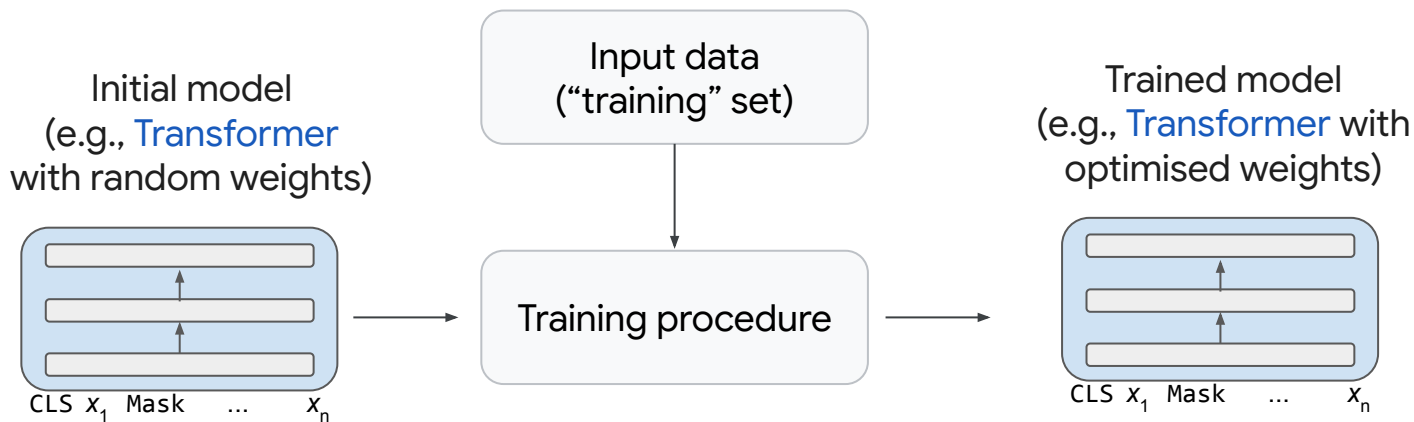 Initial model
(e.g., Transformer
with random weights)
CLS x₁ Mask ... xₙ
Input data
(“training” set)
Training procedure
Trained model
(e.g., Transformer with
optimised weights)
CLS x₁ Mask ... xₙ